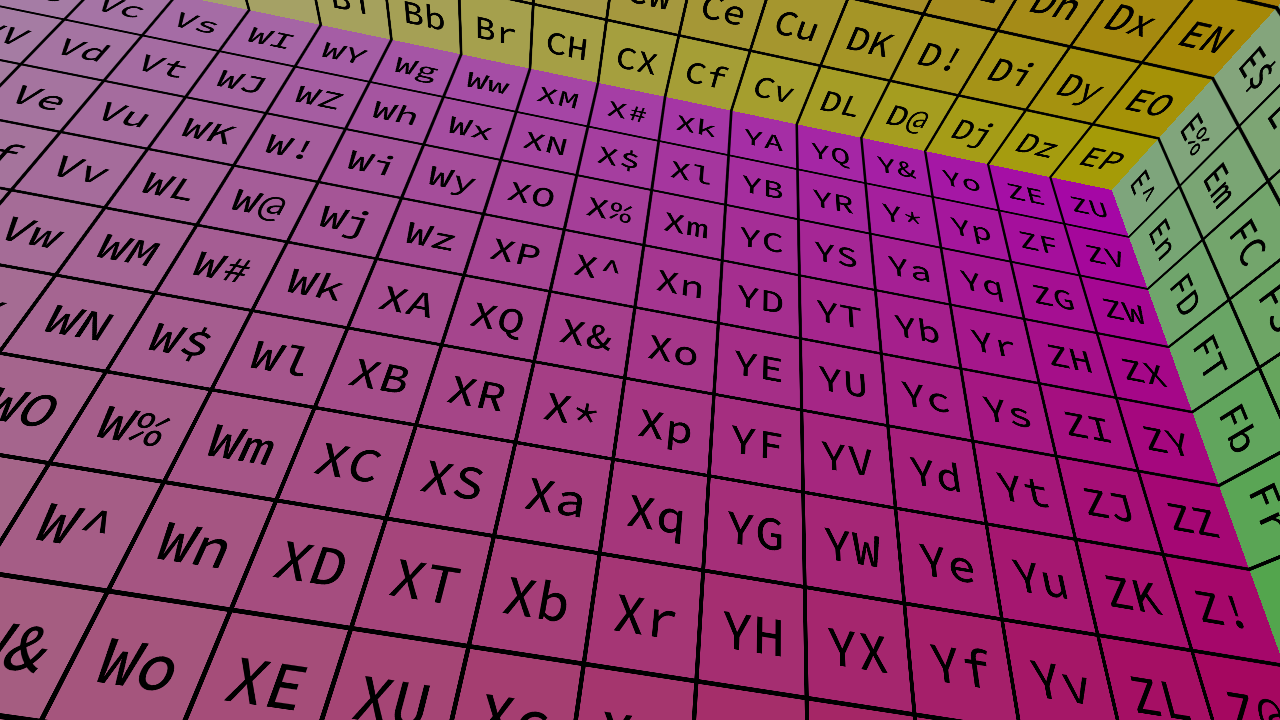 Dh Dx EN
Ce Cu DK D! Di Dy EO
Bb Br CH CX Cf Cv DL D@ Dj Dz EP
Vc Vs WI WY Wg Ww XM X# Xk YA YQ Y& Yo ZE ZU
Vd Vt WJ WZ Wh Wx XN X$ Xl YB YR Y* Yp ZF ZV
Ve Vu WK W! Wi Wy XO X% Xm YC YS Ya Yq ZG ZW
Vv WL W@ Wj Wz XP X^ Xn YD YT Yb Yr ZH ZX
Vw WM W# Wk XA XQ X& Xo YE YU Yc Ys ZI ZY
WN W$ Wl XB XR X* Xp YF YV Yd Yt ZJ ZZ
WO W% Wm XC XS Xa Xq YG YW Ye Yu ZK Z!
W^ Wn XD XT Xb Xr YH YX Yf Yv ZL
Wo XE XU
E$
E% Em FC
E^ En FD FT Fb Fr